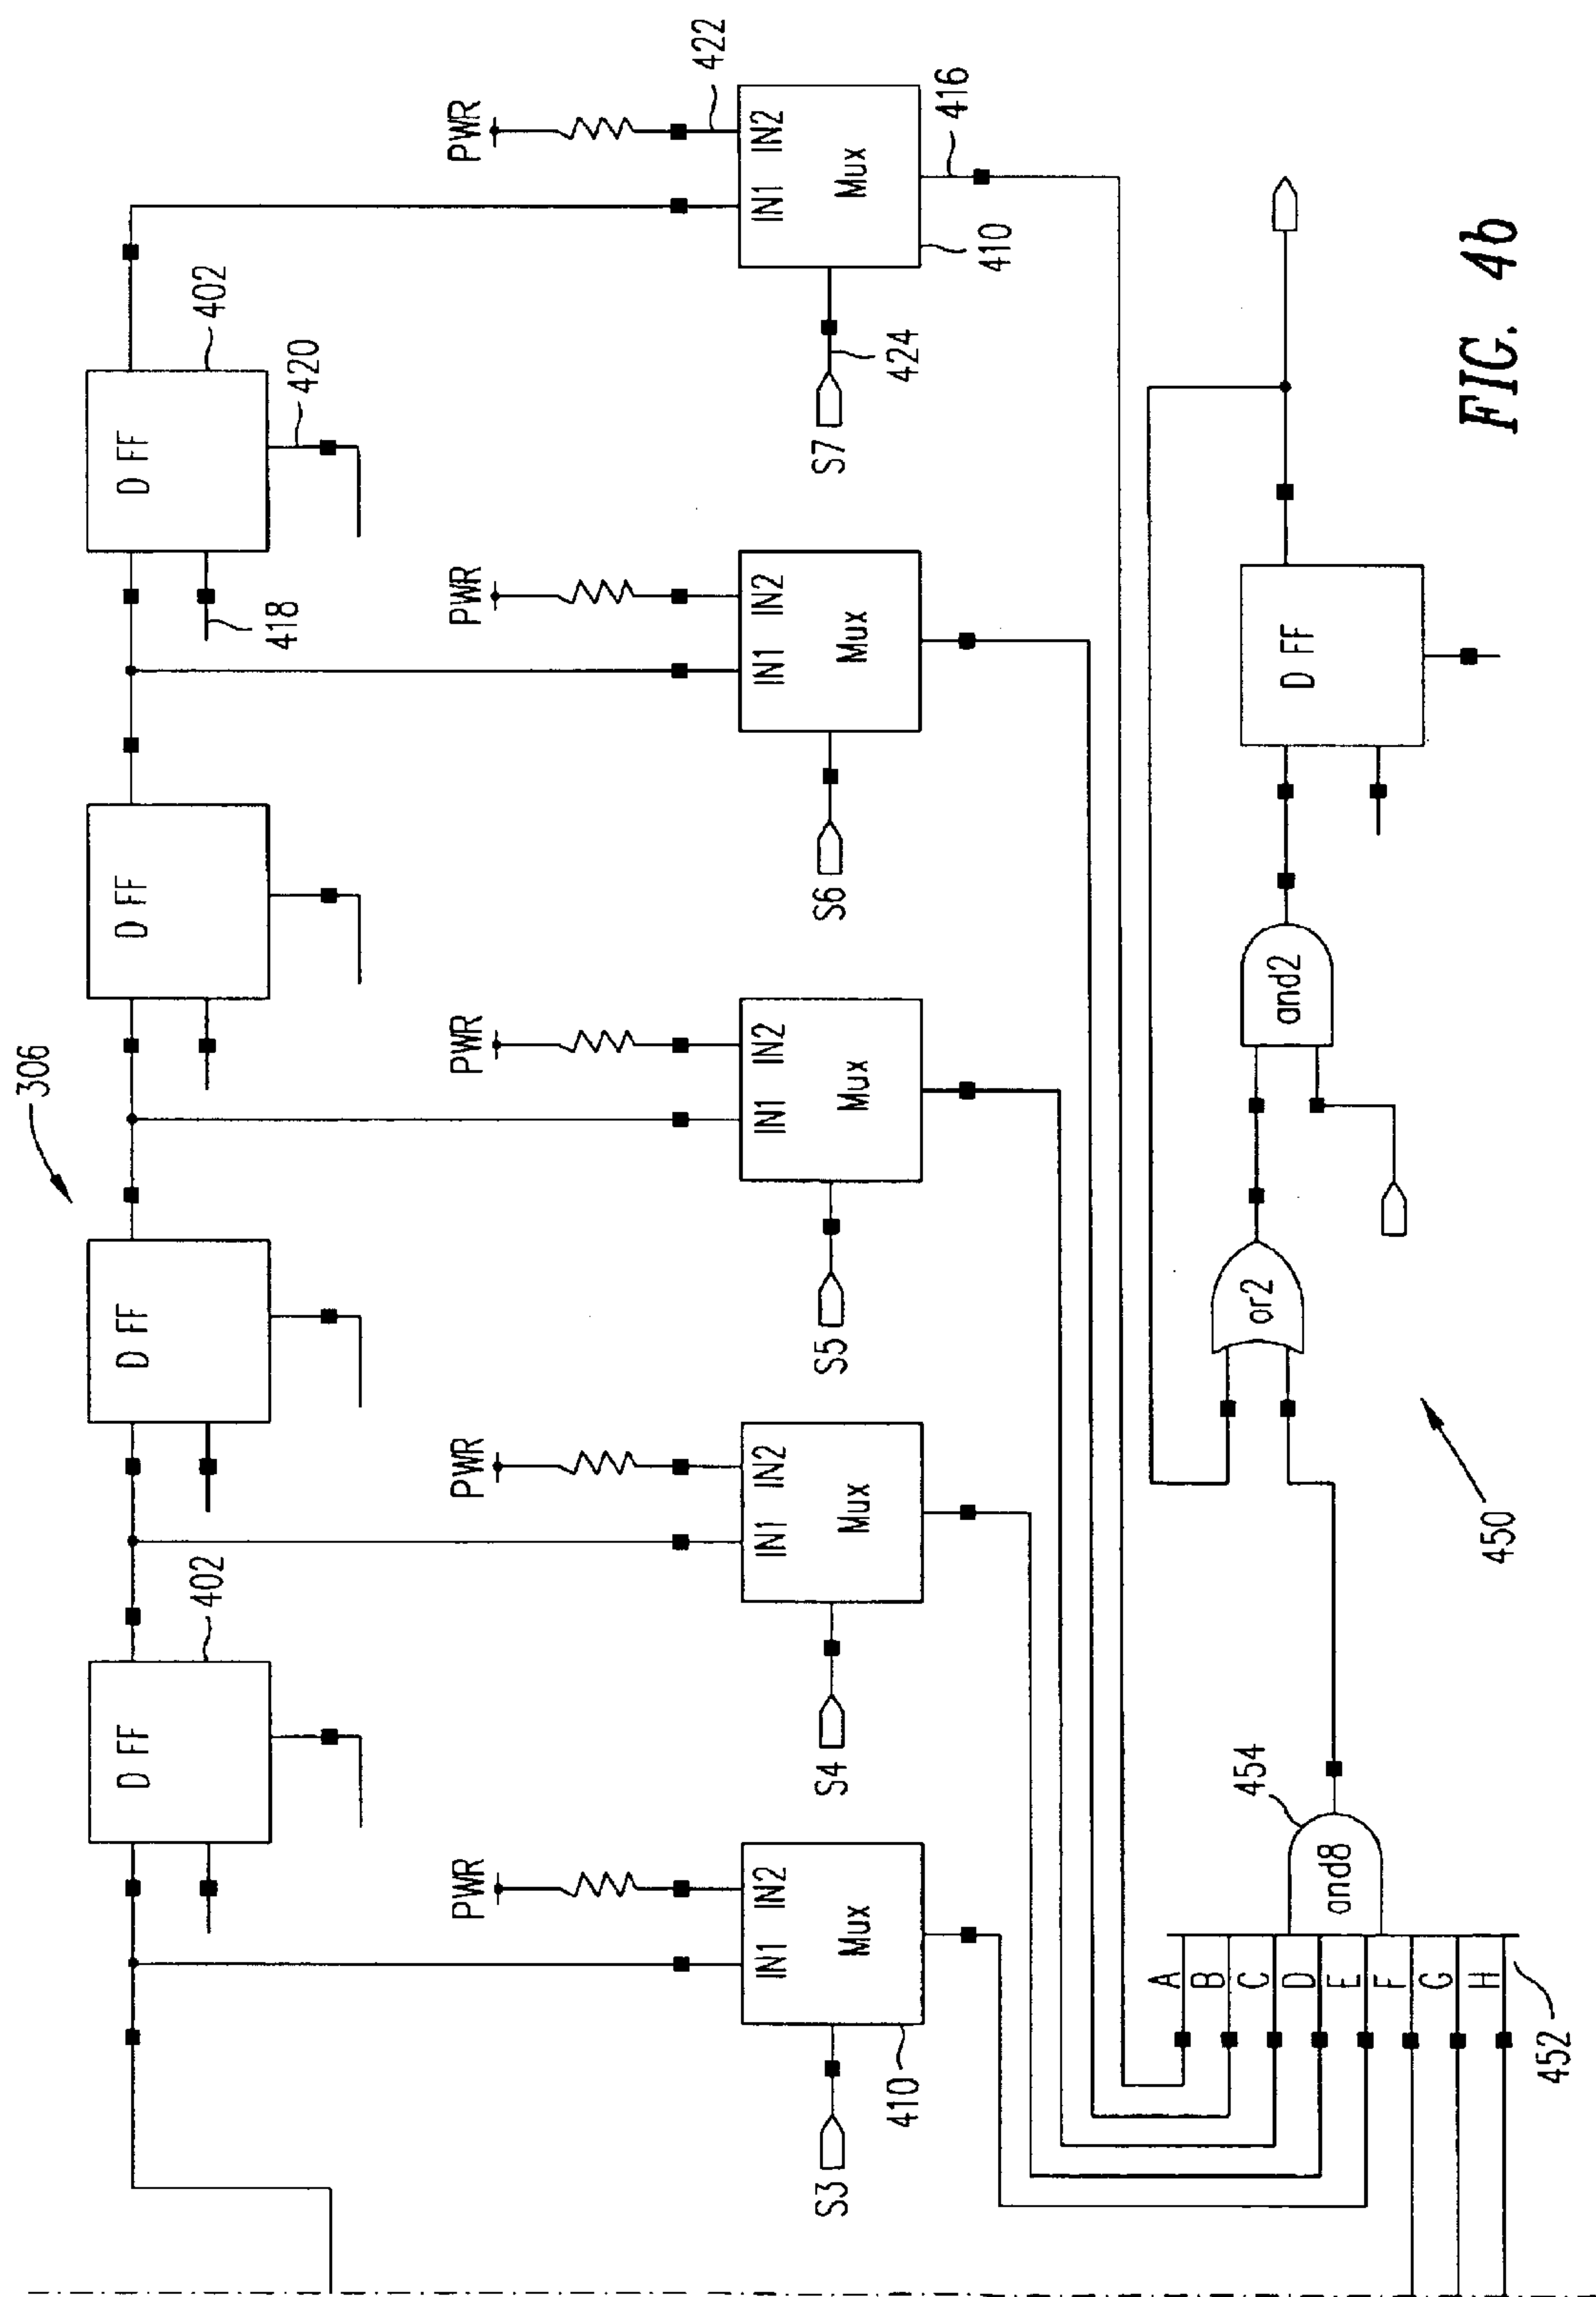 306
D FF
402
D FF
D FF
D FF
402
418
420
PWR
PWR
PWR
PWR
PWR
422
IN1 IN2
Mux
410
S3
IN1 IN2
Mux
S4
IN1 IN2
Mux
S5
IN1 IN2
Mux
S6
IN1 IN2
Mux
410
416
424
S7
A
B
C
D
E
F
G
H
452
and8
454
or2
and2
D FF
450
FIG. 4b